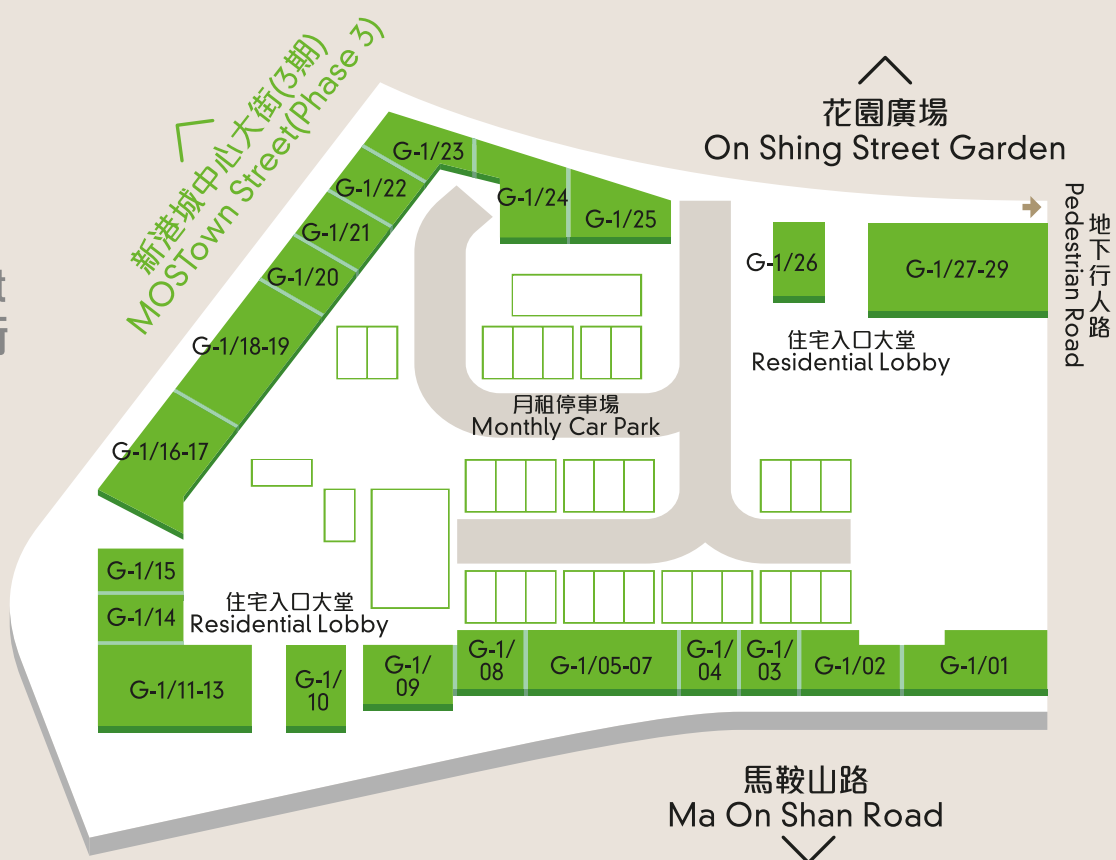 新港城中心大街(3期)
MOSTown Street(Phase 3)
花園廣場
On Shing Street Garden
地下行人路
Pedestrian Road
G-1/23
G-1/22
G-1/24
G-1/25
G-1/21
G-1/20
G-1/26
G-1/27-29
G-1/18-19
住宅入口大堂
Residential Lobby
月租停車場
Monthly Car Park
G-1/16-17
G-1/15
G-1/14
住宅入口大堂
Residential Lobby
G-1/11-13
G-1/
10
G-1/
09
G-1/
08
G-1/05-07
G-1/
04
G-1/
03
G-1/02
G-1/01
馬鞍山路
Ma On Shan Road